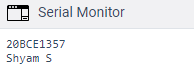 Serial Monitor
20BCE1357
Shyam S